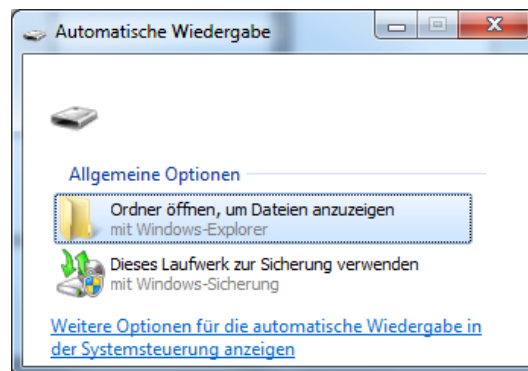 Automatische Wiedergabe
Allgemeine Optionen
Ordner öffnen, um Dateien anzuzeigen
mit Windows-Explorer
Dieses Laufwerk zur Sicherung verwenden
mit Windows-Sicherung
Weitere Optionen für die automatische Wiedergabe in
der Systemsteuerung anzeigen